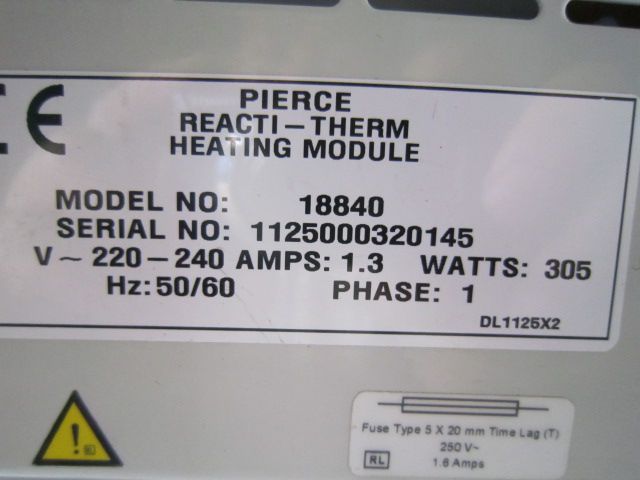 CE
PIERCE
REACTI-THERM
HEATING MODULE
MODEL NO: 18840
SERIAL NO: 1125000320145
V~ 220-240 AMPS: 1.3 WATTS: 305
Hz: 50/60 PHASE: 1
DL1125X2
!
Fuse Type 5 X 20 mm Time Lag (T)
250 V~
RL 1.6 Amps